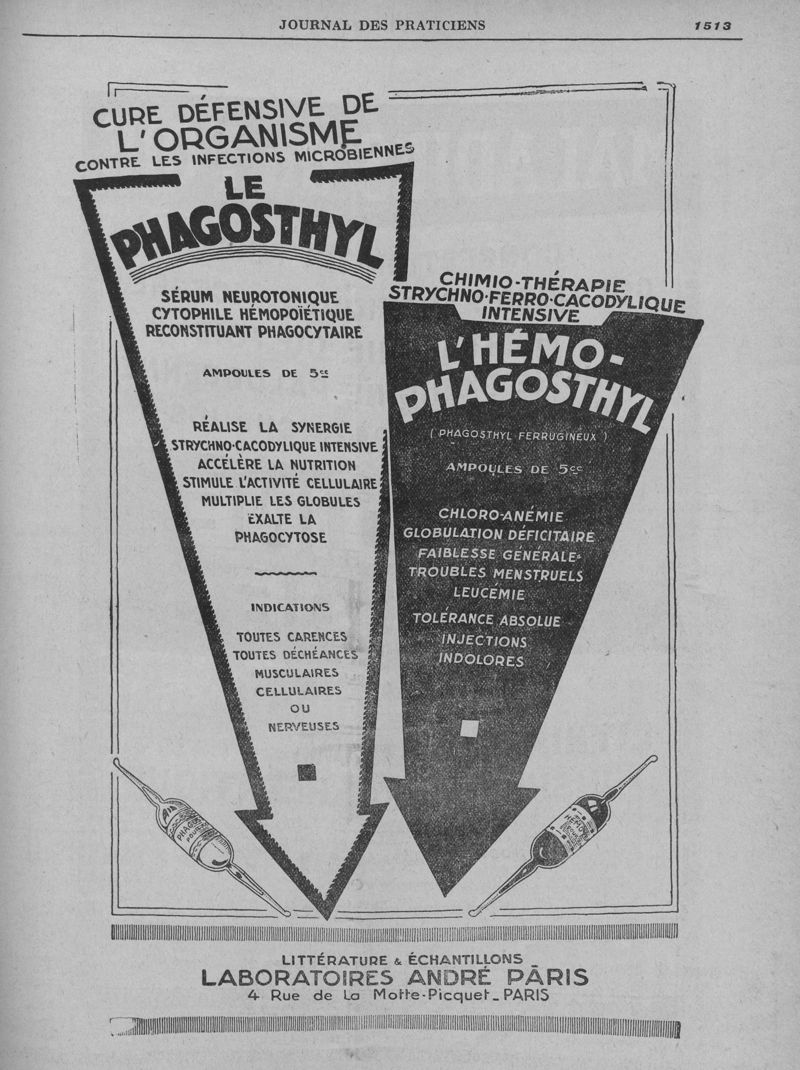 JOURNAL DES PRATICIENS
1513
CURE DÉFENSIVE DE
L'ORGANISME
CONTRE LES INFECTIONS MICROBIENNES
LE
PHAGOSTHYL
SÉRUM NEUROTONIQUE
CYTOPHILE HÉMOPOÏÉTIQUE
RECONSTITUANT PHAGOCYTAIRE
AMPOULES DE 5cc
RÉALISE LA SYNERGIE
STRYCHNO-CACODYLIQUE INTENSIVE
ACCÉLÈRE LA NUTRITION
STIMULE L'ACTIVITÉ CELLULAIRE
MULTIPLIE LES GLOBULES
EXALTE LA
PHAGOCYTOSE
INDICATIONS
TOUTES CARENCES
TOUTES DÉCHÉANCES
MUSCULAIRES
CELLULAIRES
OU
NERVEUSES
CHIMIO-THÉRAPIE
STRYCHNO-FERRO-CACODYLIQUE
INTENSIVE
L'HÉMO-
PHAGOSTHYL
( PHAGOSTHYL FERRUGINEUX )
AMPOULES DE 5cc
CHLORO-ANÉMIE
GLOBULATION DÉFICITAIRE
FAIBLESSE GÉNÉRALE
TROUBLES MENSTRUELS
LEUCÉMIE
TOLÉRANCE ABSOLUE
INJECTIONS
INDOLORES
LITTÉRATURE & ÉCHANTILLONS
LABORATOIRES ANDRÉ PÂRIS
4 Rue de La Motte-Picquet_PARIS